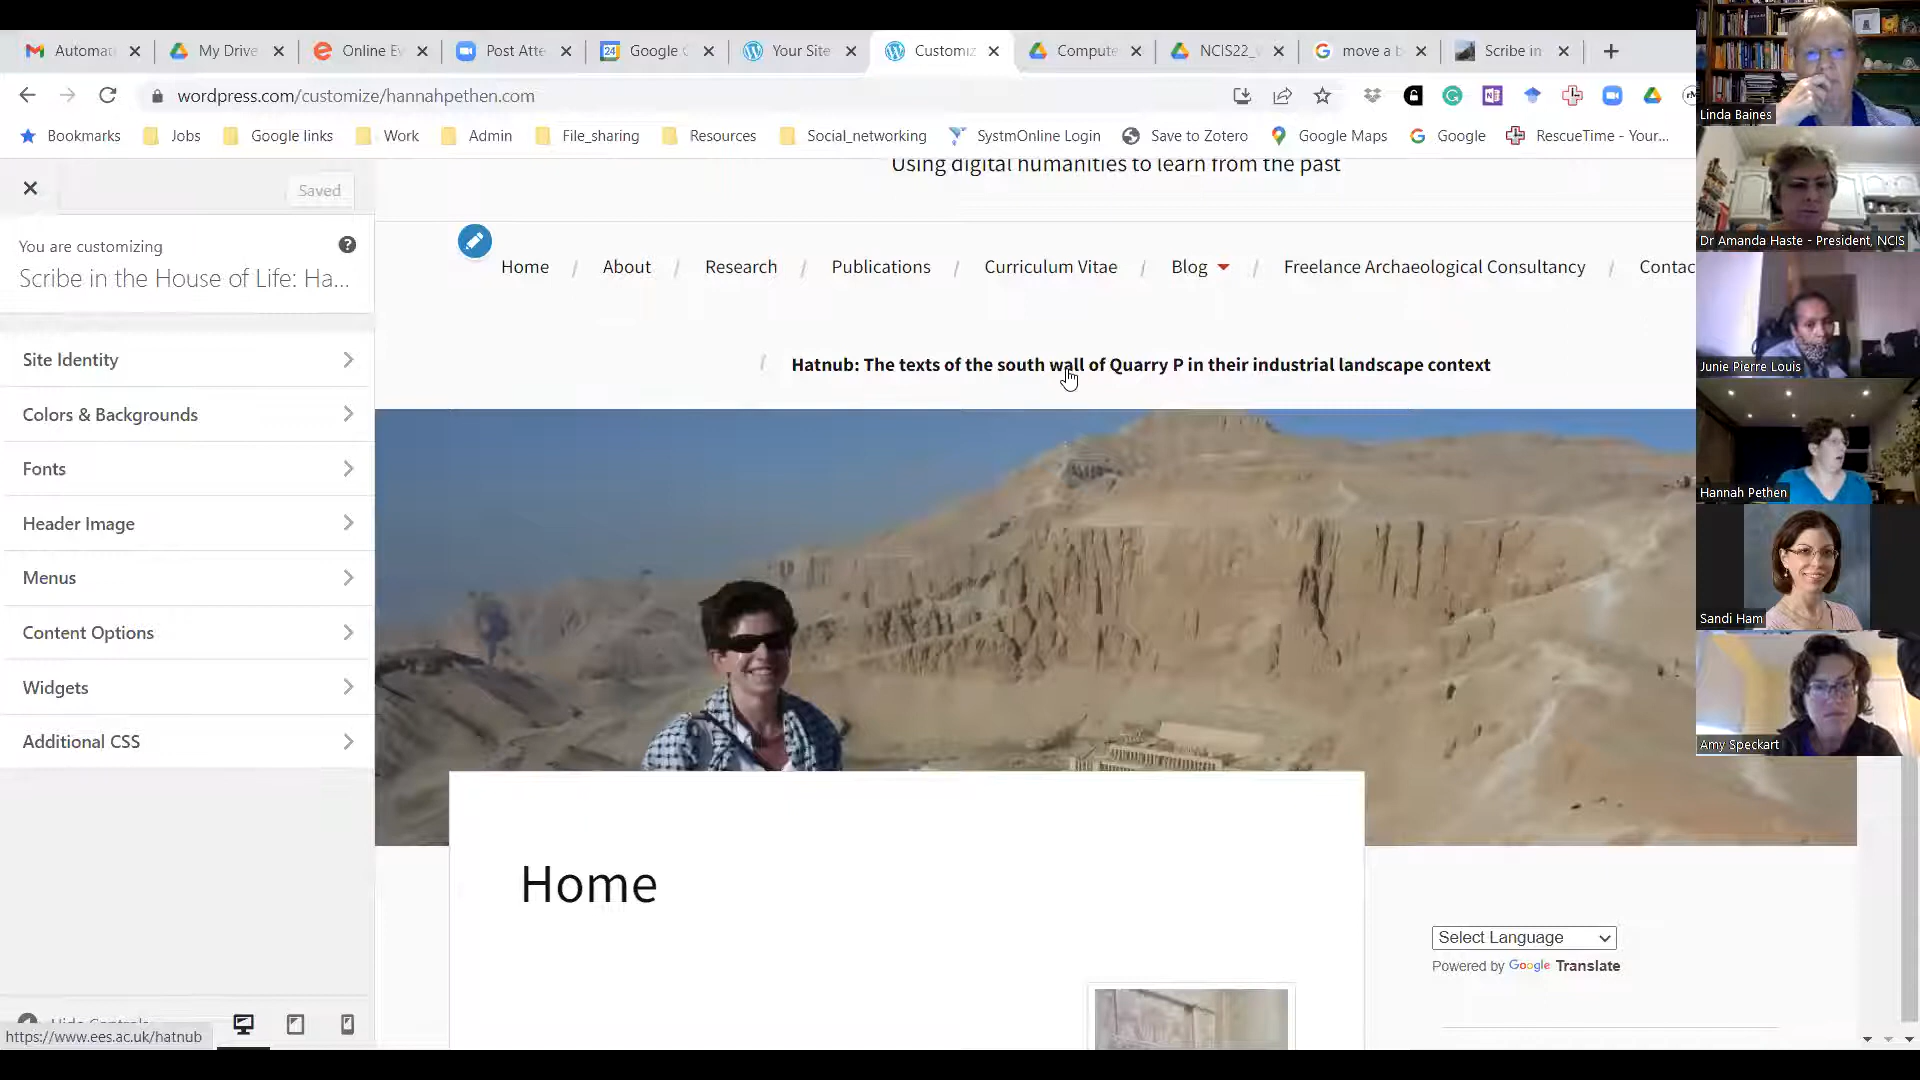 Automat
My Drive
Online Ev
Post Atte
Google C
Your Site
Customiz
Compute
NCIS22_
move a b
Scribe in
wordpress.com/customize/hannahpethen.com
Bookmarks
Jobs
Google links
Work
Admin
File_sharing
Resources
Social_networking
SystmOnline Login
Save to Zotero
Google Maps
Google
RescueTime - Your...
Saved
You are customizing
Scribe in the House of Life: Ha...
Site Identity
Colors & Backgrounds
Fonts
Header Image
Menus
Content Options
Widgets
Additional CSS
https://www.ees.ac.uk/hatnub
Using digital humanities to learn from the past
Home / About / Research / Publications / Curriculum Vitae / Blog / Freelance Archaeological Consultancy / Contac
/ Hatnub: The texts of the south wall of Quarry P in their industrial landscape context
Home
Select Language
Powered by Google Translate
Linda Baines
Dr Amanda Haste - President, NCIS
Junie Pierre Louis
Hannah Pethen
Sandi Ham
Amy Speckart